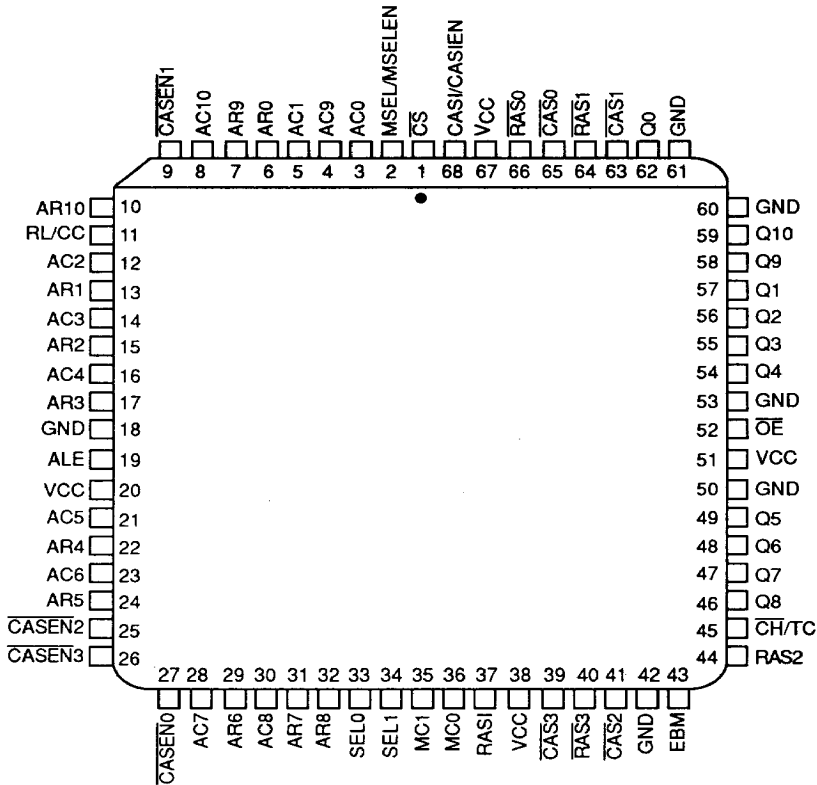 CASEN1 AC10 AR9 AR0 AC1 AC9 AC0 MSEL/MSELEN CS CASI/CASIEN VCC RAS0 CAS0 RAS1 CAS1 Q0 GND
9 8 7 6 5 4 3 2 1 68 67 66 65 64 63 62 61
AR10 10 60 GND
RL/CC 11 59 Q10
AC2 12 58 Q9
AR1 13 57 Q1
AC3 14 56 Q2
AR2 15 55 Q3
AC4 16 54 Q4
AR3 17 53 GND
GND 18 52 OE
ALE 19 51 VCC
VCC 20 50 GND
AC5 21 49 Q5
AR4 22 48 Q6
AC6 23 47 Q7
AR5 24 46 Q8
CASEN2 25 45 CH/TC
CASEN3 26 44 RAS2
27 28 29 30 31 32 33 34 35 36 37 38 39 40 41 42 43
CASEN0 AC7 AR6 AC8 AR7 AR8 SEL0 SEL1 MC1 MC0 RASI VCC CAS3 RAS3 CAS2 GND EBM